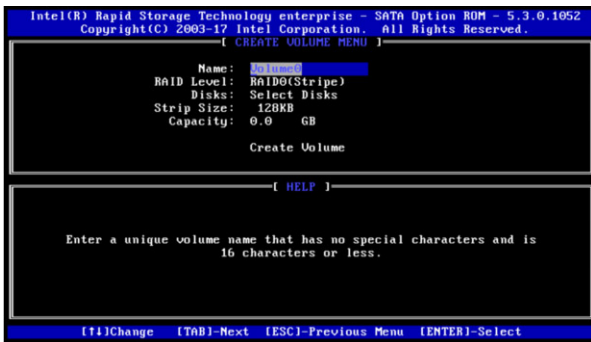 Intel(R) Rapid Storage Technology enterprise - SATA Option ROM - 5.3.0.1052
Copyright(C) 2003-17 Intel Corporation. All Rights Reserved.
[ CREATE VOLUME MENU ]
Name: Volume0
RAID Level: RAID0(Stripe)
Disks: Select Disks
Strip Size: 128KB
Capacity: 0.0 GB
Create Volume
[ HELP ]
Enter a unique volume name that has no special characters and is
16 characters or less.
[↑↓]Change [TAB]-Next [ESC]-Previous Menu [ENTER]-Select